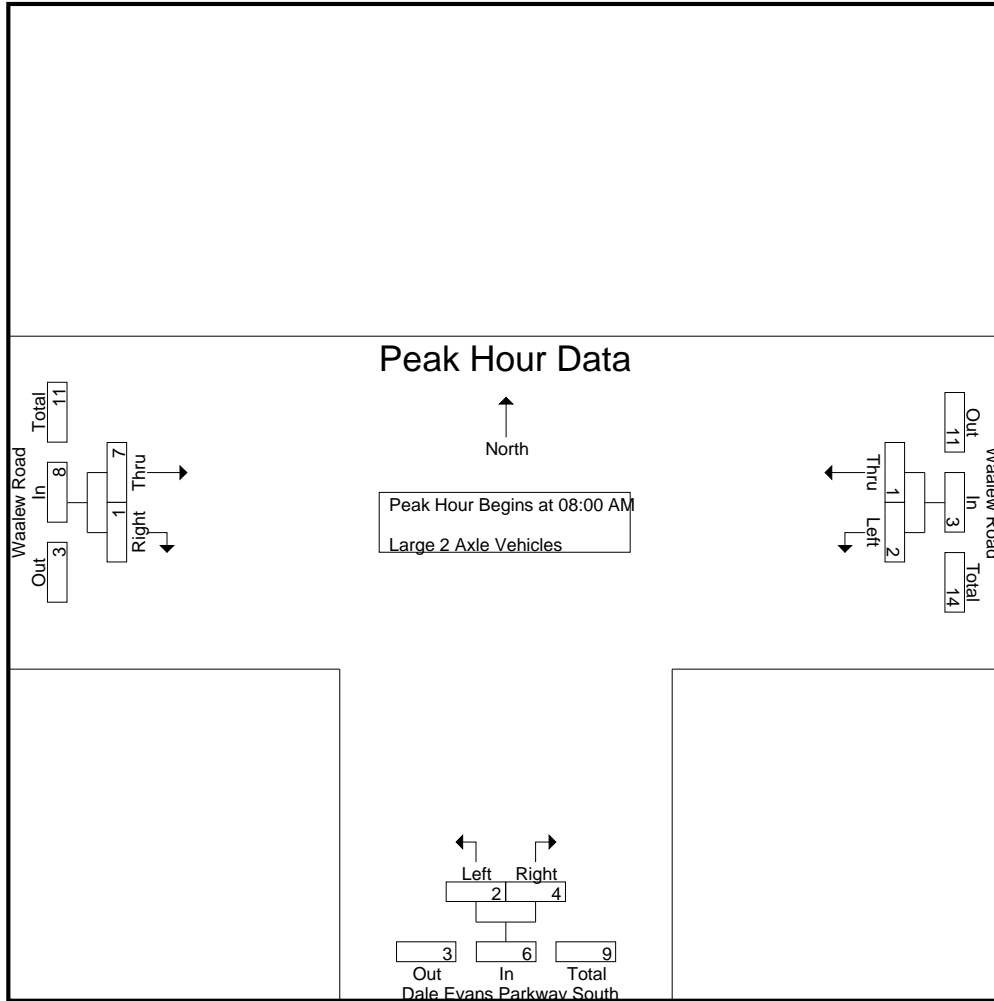 Peak Hour Data
North
Peak Hour Begins at 08:00 AM
Large 2 Axle Vehicles
Waalew Road
Total
11
In
8
Out
3
7
Thru
1
Right
Waalew Road
Out
11
In
3
Total
14
Thru
1
Left
2
Left Right
2 4
3 6 9
Out In Total
Dale Evans Parkway South